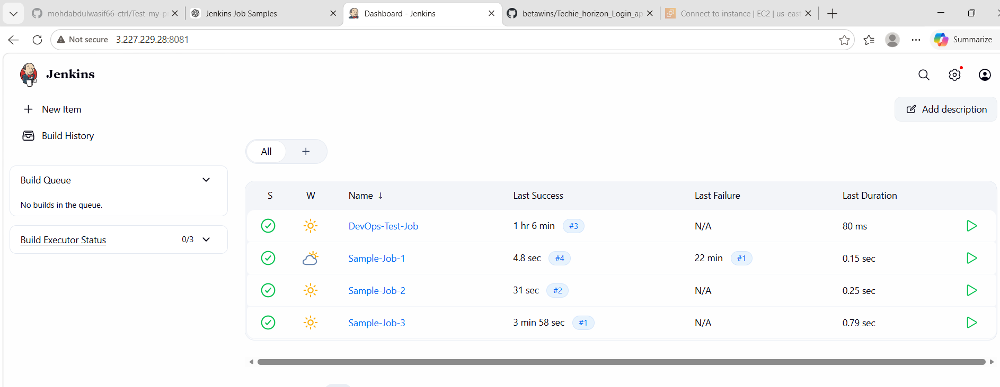 mohdabdulwasif66-ctrl/Test-my-p
Jenkins Job Samples
Dashboard - Jenkins
betawins/Techie_horizon_Login_ap
Connect to instance | EC2 | us-east
Not secure 3.227.229.28:8081
Summarize
Jenkins
New Item
Add description
Build History
All +
Build Queue
No builds in the queue.
Build Executor Status 0/3
S W Name ↓ Last Success Last Failure Last Duration
DevOps-Test-Job 1 hr 6 min #3 N/A 80 ms
Sample-Job-1 4.8 sec #4 22 min #1 0.15 sec
Sample-Job-2 31 sec #2 N/A 0.25 sec
Sample-Job-3 3 min 58 sec #1 N/A 0.79 sec